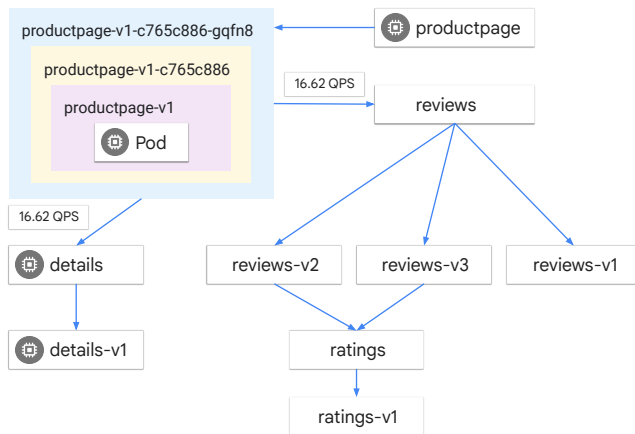 productpage-v1-c765c886-gqfn8
productpage
productpage-v1-c765c886
16.62 QPS
productpage-v1
reviews
Pod
16.62 QPS
details
reviews-v2
reviews-v3
reviews-v1
details-v1
ratings
ratings-v1